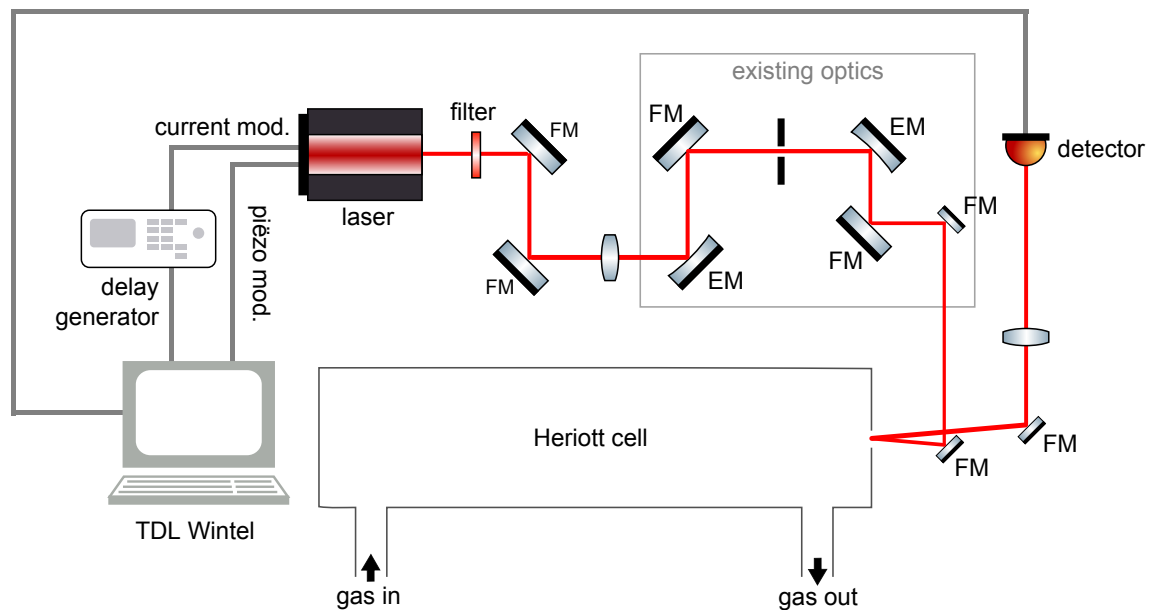 existing optics
filter
FM
FM
EM
current mod.
detector
laser
FM
piëzo mod.
FM
FM
EM
delay
generator
Heriott cell
FM
FM
TDL Wintel
gas in
gas out